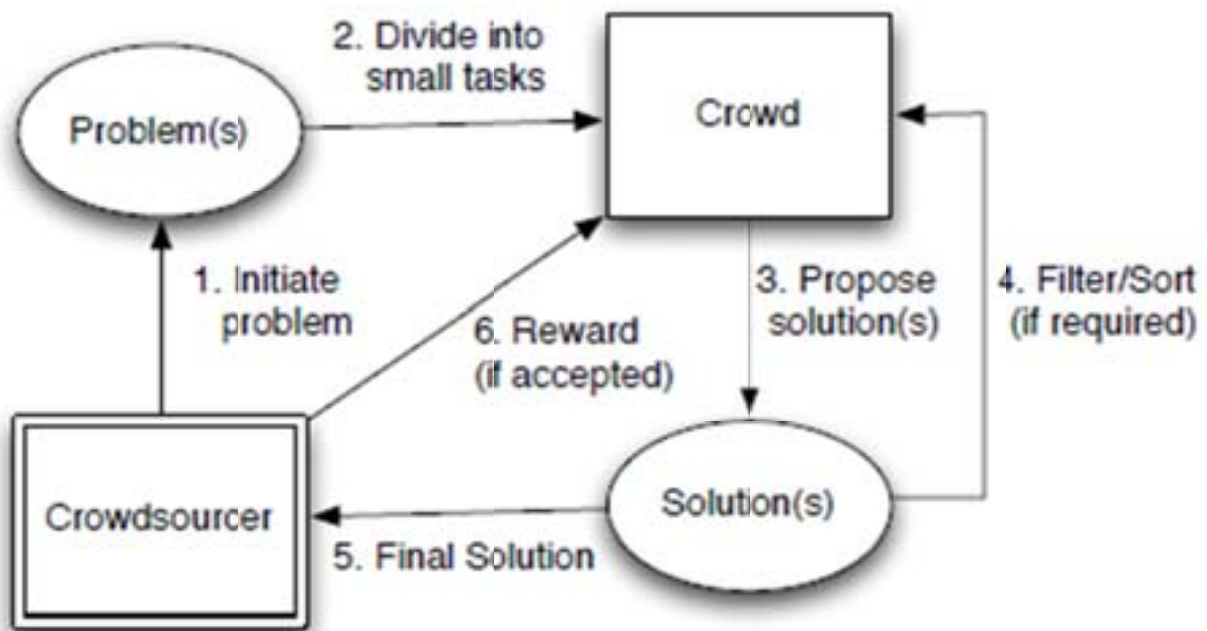 2. Divide into
small tasks
Problem(s)
Crowd
1. Initiate
problem
3. Propose
solution(s)
4. Filter/Sort
(if required)
6. Reward
(if accepted)
Crowdsourcer
Solution(s)
5. Final Solution